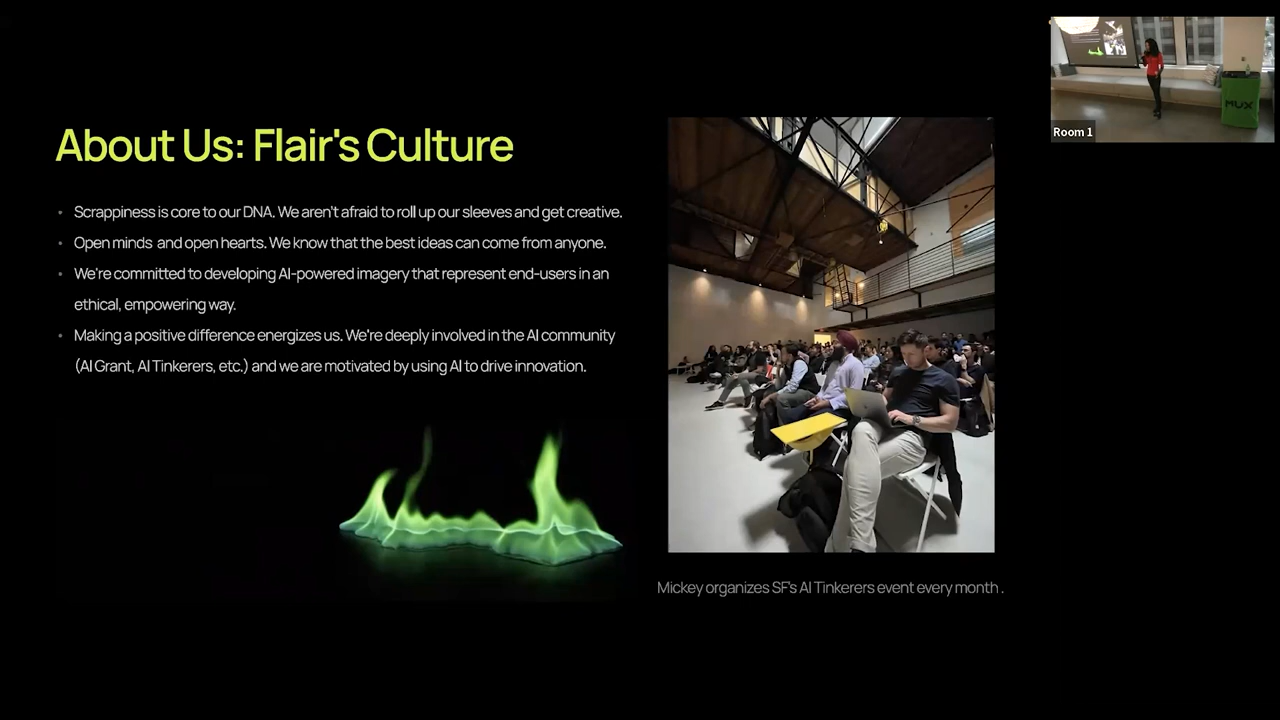 About Us: Flair's Culture
Scrappiness is core to our DNA. We aren't afraid to roll up our sleeves and get creative.
Open minds and open hearts. We know that the best ideas can come from anyone.
We're committed to developing AI-powered imagery that represent end-users in an
ethical, empowering way.
Making a positive difference energizes us. We're deeply involved in the AI community
(AI Grant, AI Tinkerers, etc.) and we are motivated by using AI to drive innovation.
Mickey organizes SF's AI Tinkerers event every month .
MUX
Room 1